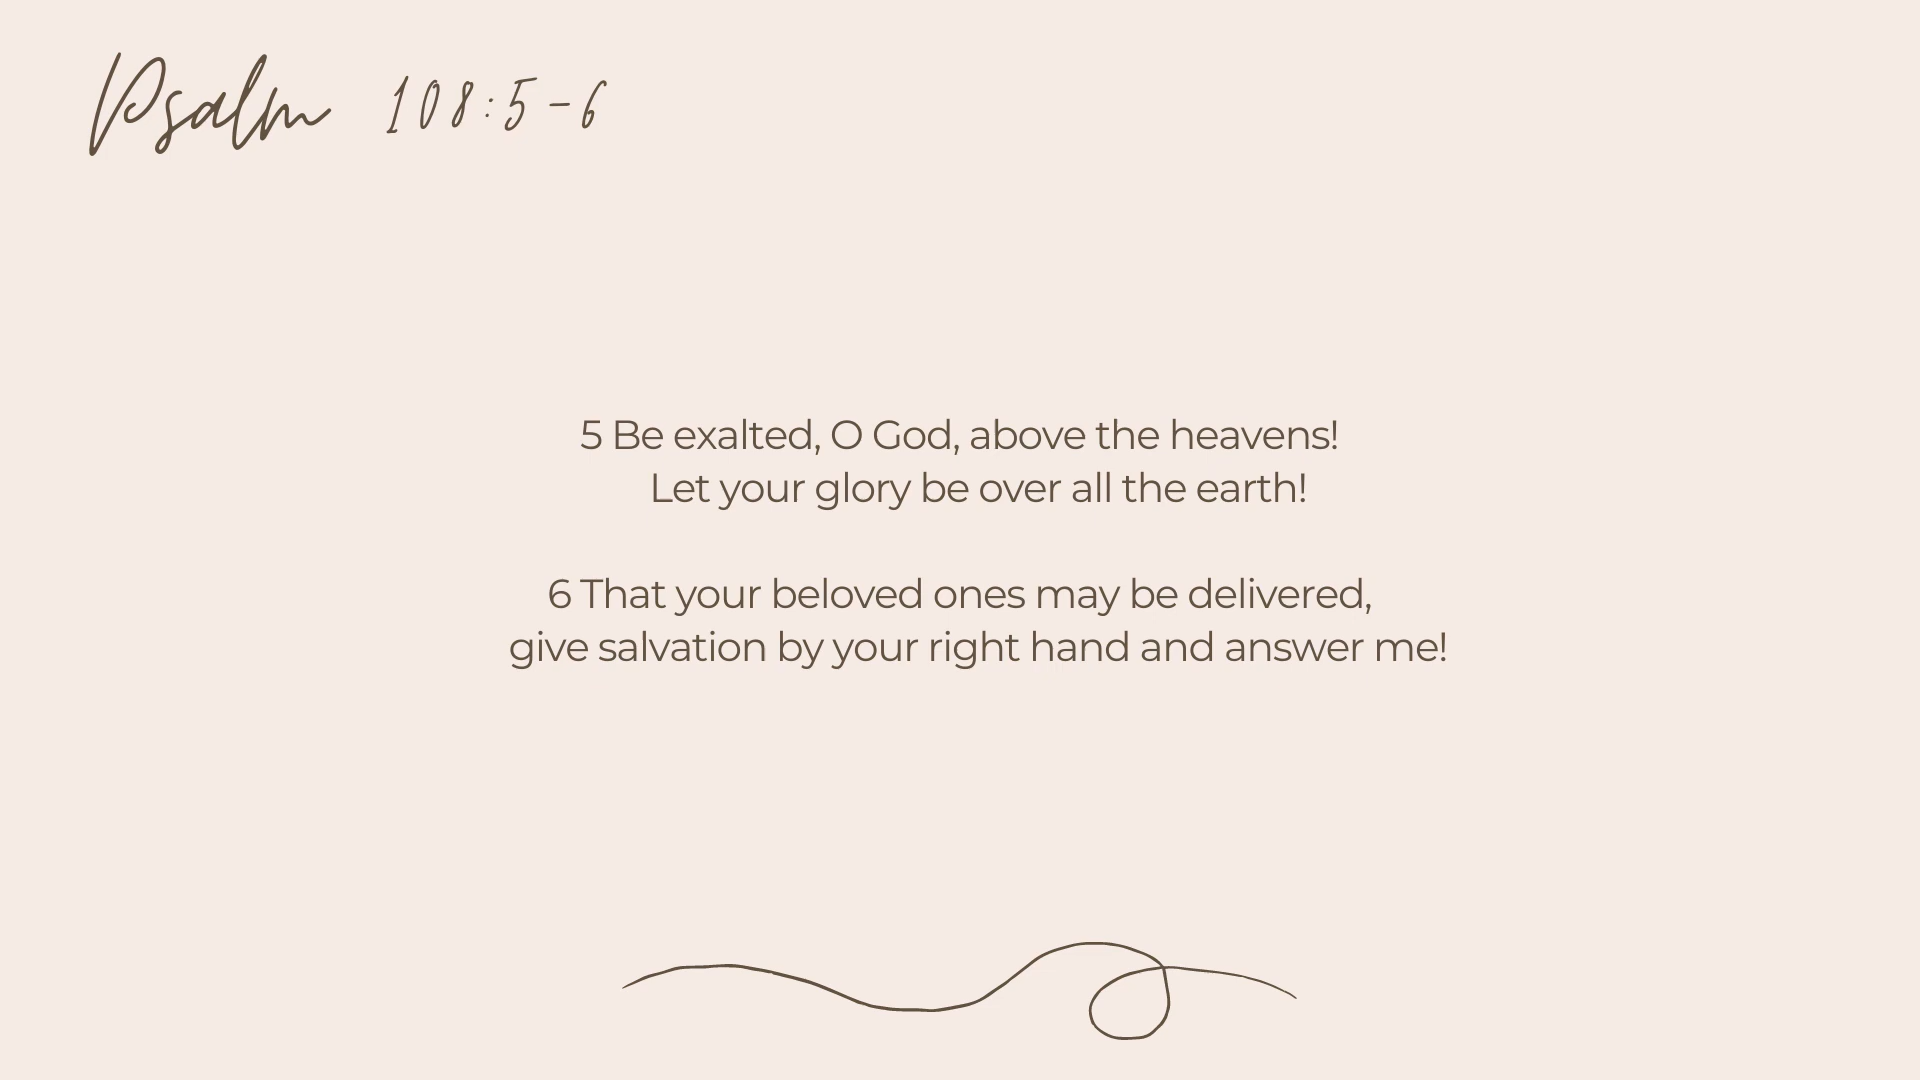 Psalm 108:5-6
5 Be exalted, O God, above the heavens!
Let your glory be over all the earth!
6 That your beloved ones may be delivered,
give salvation by your right hand and answer me!